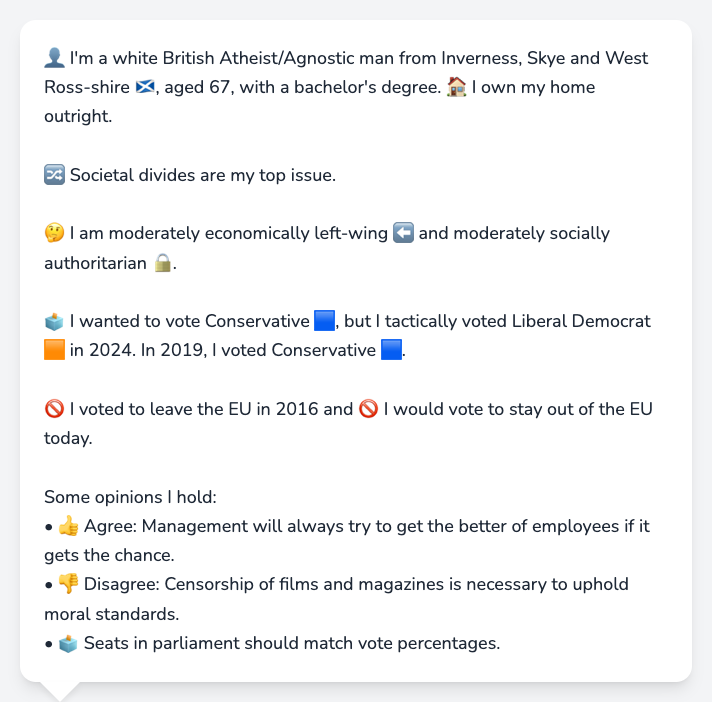 👤 I'm a white British Atheist/Agnostic man from Inverness, Skye and West
Ross-shire 🏴󠁧󠁢󠁳󠁣󠁴󠁿, aged 67, with a bachelor's degree. 🏠 I own my home
outright.
🔀 Societal divides are my top issue.
🤔 I am moderately economically left-wing ⬅️ and moderately socially
authoritarian 🔒.
🗳️ I wanted to vote Conservative 🟦, but I tactically voted Liberal Democrat
🟧 in 2024. In 2019, I voted Conservative 🟦.
🚫 I voted to leave the EU in 2016 and 🚫 I would vote to stay out of the EU
today.
Some opinions I hold:
• 👍 Agree: Management will always try to get the better of employees if it
gets the chance.
• 👎 Disagree: Censorship of films and magazines is necessary to uphold
moral standards.
• 🗳️ Seats in parliament should match vote percentages.